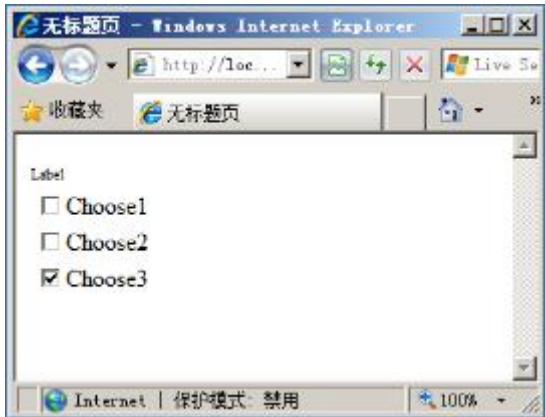 无标题页 - Windows Internet Explorer
http://loc... Live Se
收藏夹 无标题页
Label
Choose1
Choose2
Choose3
Internet | 保护模式: 禁用 100%